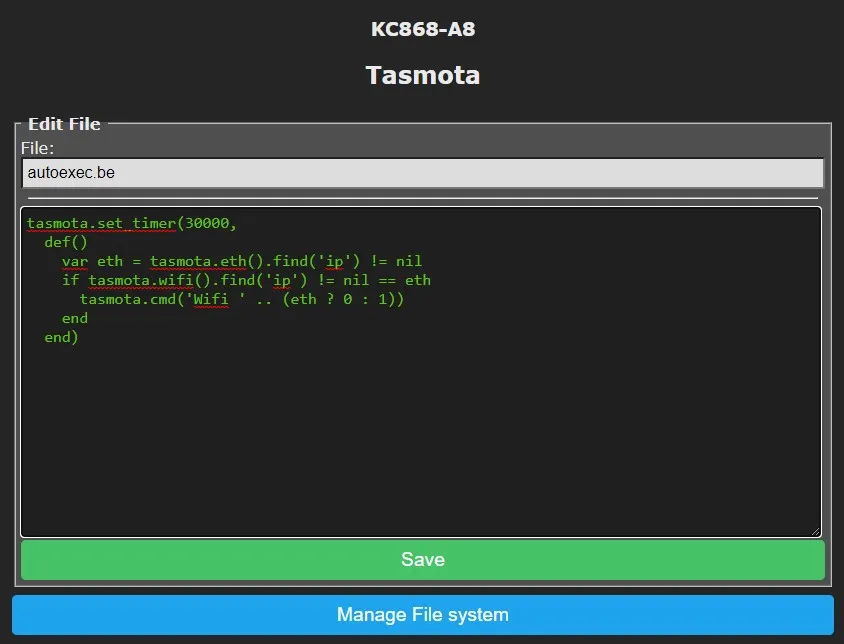 KC868-A8
Tasmota
Edit File
File:
autoexec.be
tasmota.set_timer(30000,
  def()
    var eth = tasmota.eth().find('ip') != nil
    if tasmota.wifi().find('ip') != nil == eth
      tasmota.cmd('Wifi ' .. (eth ? 0 : 1))
    end
  end)
Save
Manage File system